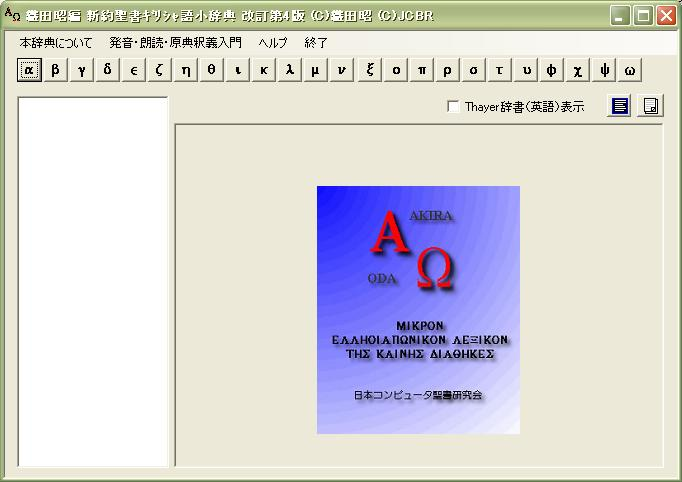 織田昭編 新約聖書ギリシャ語小辞典 改訂第4版 (C)織田昭 (C)JCBR
本辞典について 発音・朗読・原典釈義入門 ヘルプ 終了
α β γ δ ε ζ η θ ι κ λ μ ν ξ ο π ρ σ τ υ φ χ ψ ω
Thayer辞書(英語)表示
AKIRA
Α
Ω
ODA
ΜΙΚΡΟΝ
ΕΛΛΗΟΙΑΠΩΝΙΚΟΝ ΛΕΞΙΚΟΝ
ΤΗΣ ΚΑΙΝΗΣ ΔΙΑΘΗΚΕΣ
日本コンピュータ聖書研究会